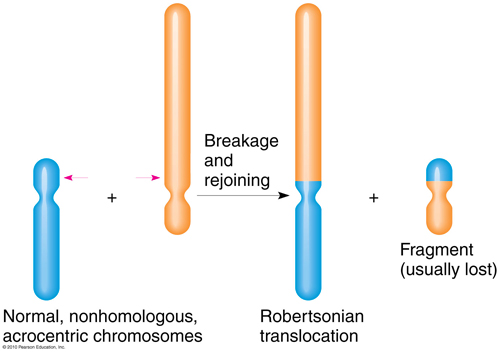 Breakage
and
rejoining
+
+
Fragment
(usually lost)
Normal, nonhomologous,
acrocentric chromosomes
Robertsonian
translocation
© 2010 Pearson Education, Inc.